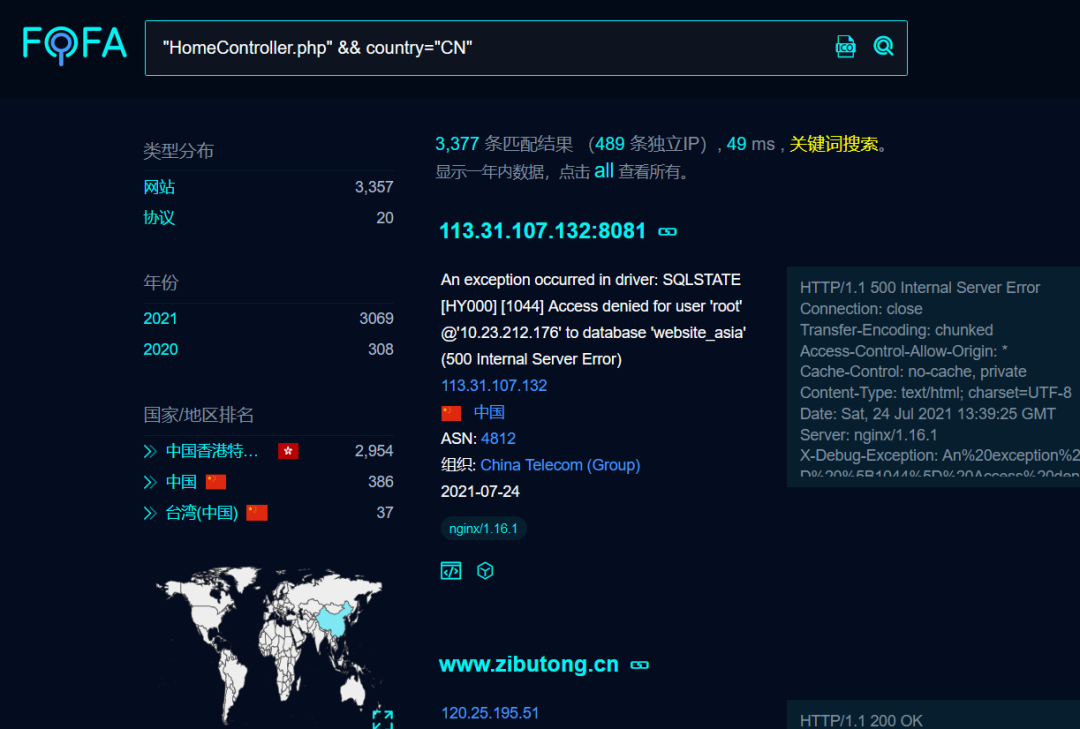 FOFA
"HomeController.php" && country="CN"
ICO
类型分布
网站 3,357
协议 20
年份
2021 3069
2020 308
国家/地区排名
中国香港特... 2,954
中国 386
台湾(中国) 37
3,377 条匹配结果 （489 条独立IP）, 49 ms , 关键词搜索。
显示一年内数据，点击 all 查看所有。
113.31.107.132:8081
An exception occurred in driver: SQLSTATE
[HY000] [1044] Access denied for user 'root'
@'10.23.212.176' to database 'website_asia'
(500 Internal Server Error)
113.31.107.132
中国
ASN: 4812
组织: China Telecom (Group)
2021-07-24
nginx/1.16.1
HTTP/1.1 500 Internal Server Error
Connection: close
Transfer-Encoding: chunked
Access-Control-Allow-Origin: *
Cache-Control: no-cache, private
Content-Type: text/html; charset=UTF-8
Date: Sat, 24 Jul 2021 13:39:25 GMT
Server: nginx/1.16.1
X-Debug-Exception: An%20exception%2
D%20%5B1044%5D%20Access%20den
www.zibutong.cn
120.25.195.51
HTTP/1.1 200 OK